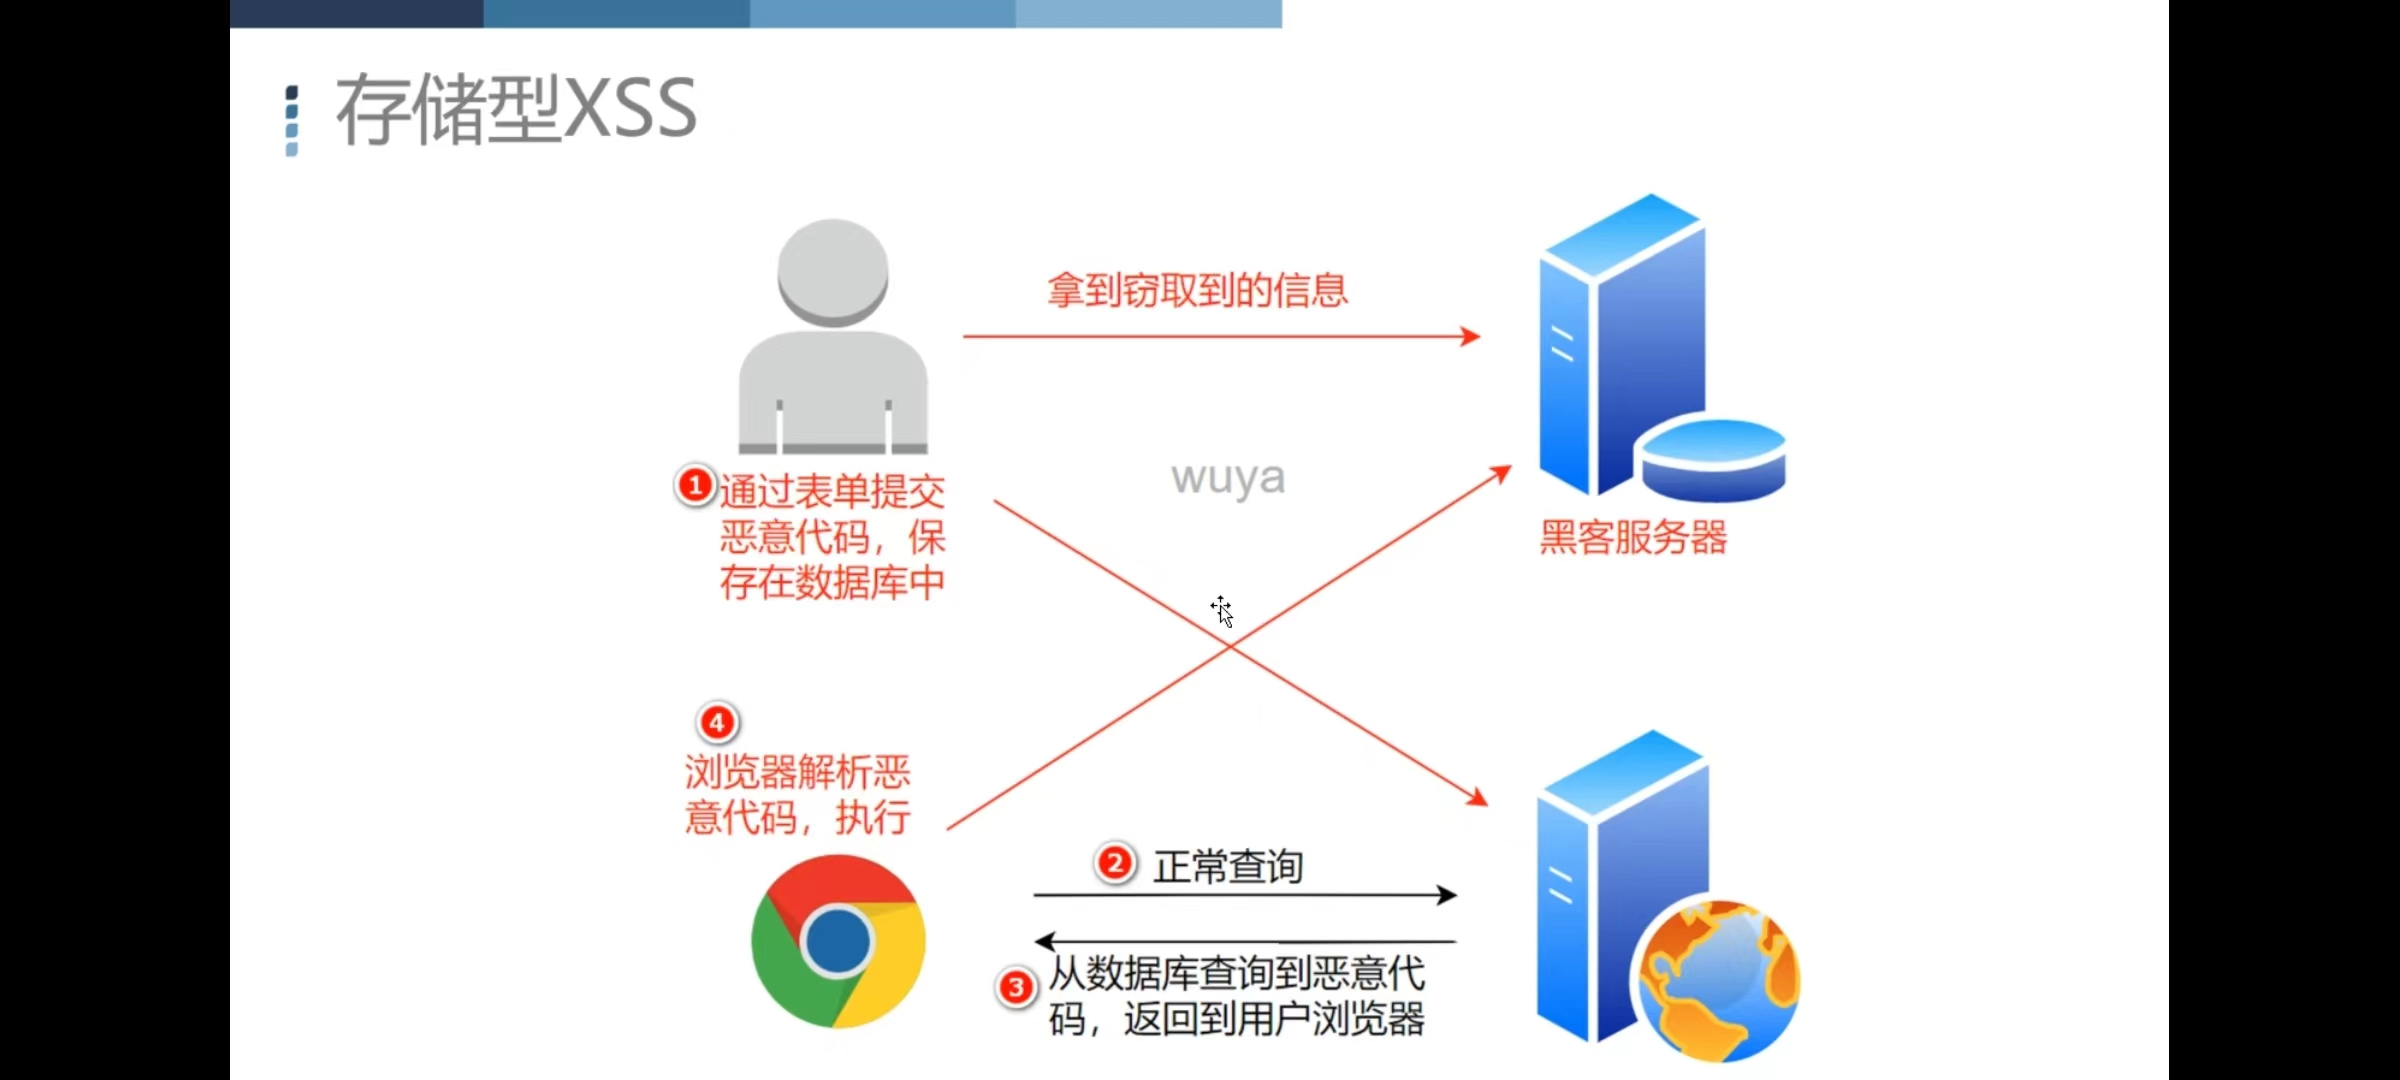 存储型XSS
拿到窃取到的信息
wuya
1
通过表单提交
恶意代码，保
存在数据库中
黑客服务器
4
浏览器解析恶
意代码，执行
2 正常查询
3 从数据库查询到恶意代
码，返回到用户浏览器